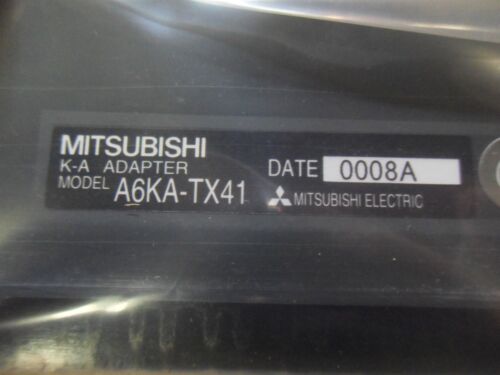 MITSUBISHI
K-A ADAPTER
DATE 0008A
MODEL A6KA-TX41
MITSUBISHI ELECTRIC